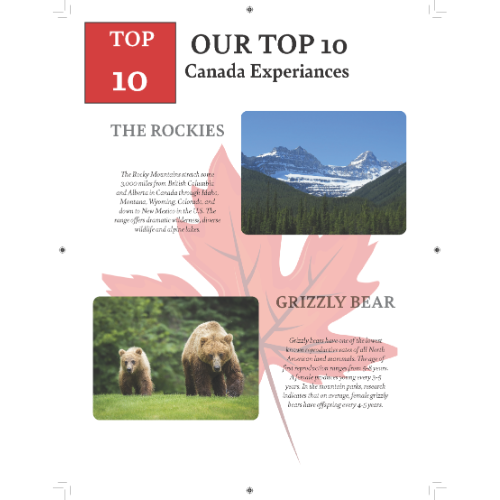 TOP
10
OUR TOP 10
Canada Experiances
THE ROCKIES
The Rocky Mountains streach some
3,000 miles from British Columbia
and Alberta in Canada through Idaho,
Montana, Wyoming, Colorado, and
down to New Mexico in the U.S. The
range offers dramatic wilderness, diverse
wildlife and alpine lakes.
GRIZZLY BEAR
Grizzly bears have one of the lowest
known reproductive rates of all North
American land mammals. The age of
first reproduction ranges from 6-8 years.
A female produces young every 3-5
years. In the mountain parks, research
indicates that on average, female grizzly
bears have offspring every 4-5 years.